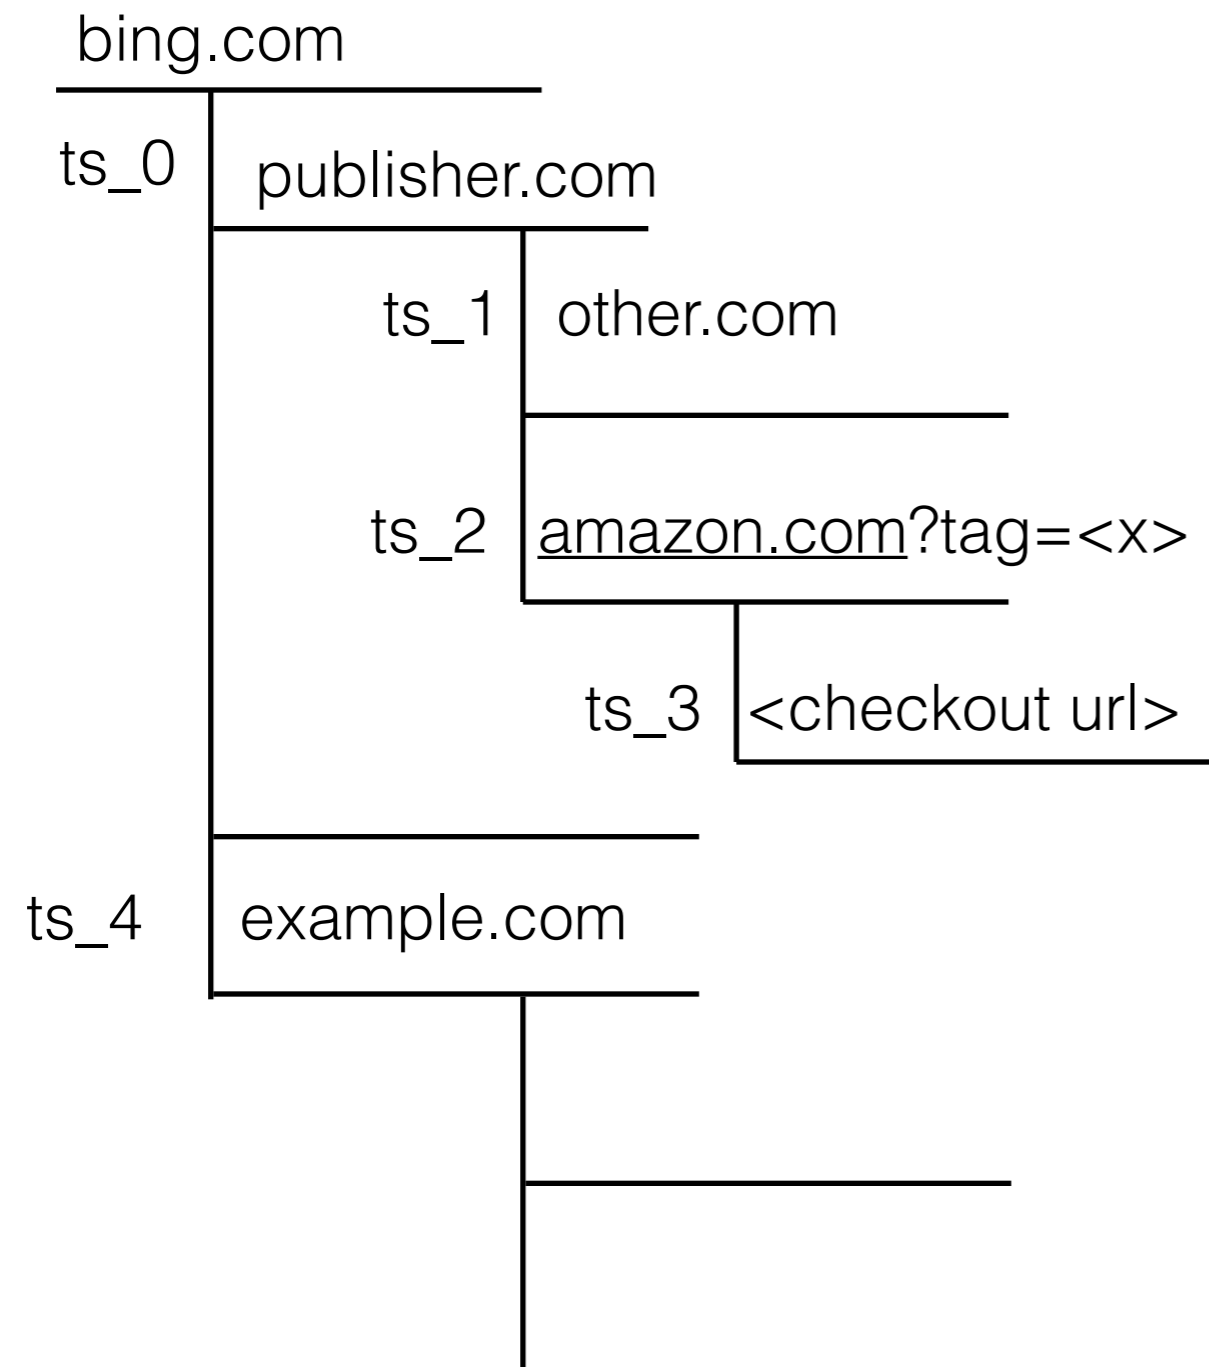 bing.com
ts_0 publisher.com
ts_1 other.com
ts_2 amazon.com?tag=<x>
ts_3 <checkout url>
ts_4 example.com